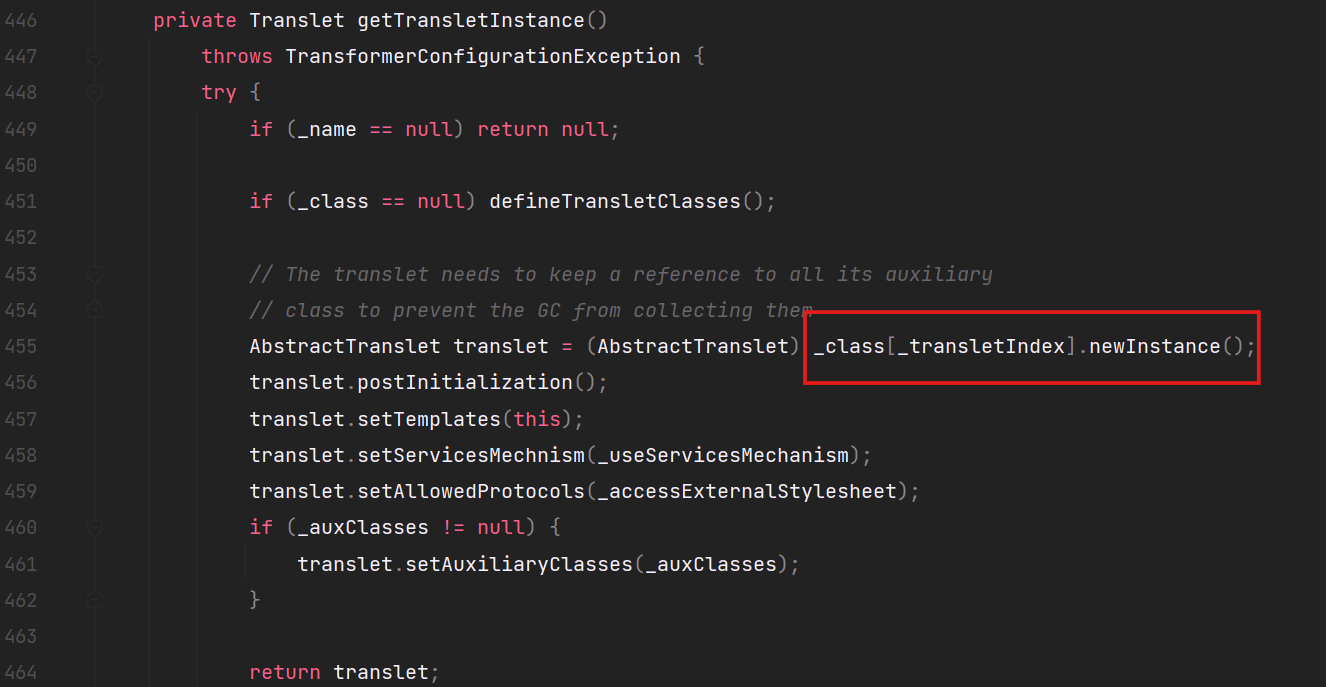 446 private Translet getTransletInstance()
447 throws TransformerConfigurationException {
448 try {
449 if (_name == null) return null;
450
451 if (_class == null) defineTransletClasses();
452
453 // The translet needs to keep a reference to all its auxiliary
454 // class to prevent the GC from collecting them
455 AbstractTranslet translet = (AbstractTranslet) _class[_transletIndex].newInstance();
456 translet.postInitialization();
457 translet.setTemplates(this);
458 translet.setServicesMechnism(_useServicesMechanism);
459 translet.setAllowedProtocols(_accessExternalStylesheet);
460 if (_auxClasses != null) {
461 translet.setAuxiliaryClasses(_auxClasses);
462 }
463
464 return translet;